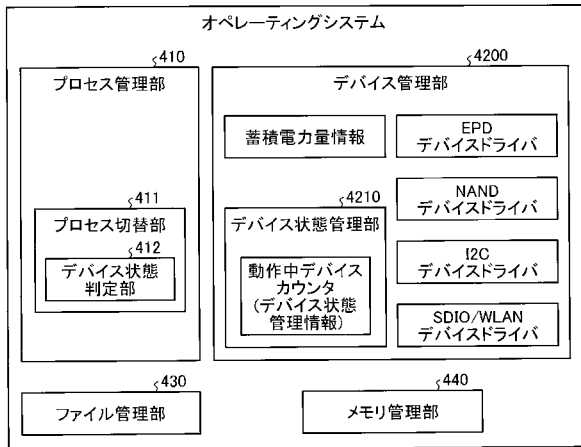 オペレーティングシステム
410
プロセス管理部
411
プロセス切替部
412
デバイス状態
判定部
4200
デバイス管理部
蓄積電力量情報
EPD
デバイスドライバ
4210
デバイス状態管理部
動作中デバイス
カウンタ
(デバイス状態
管理情報)
NAND
デバイスドライバ
I2C
デバイスドライバ
SDIO/WLAN
デバイスドライバ
430
ファイル管理部
440
メモリ管理部